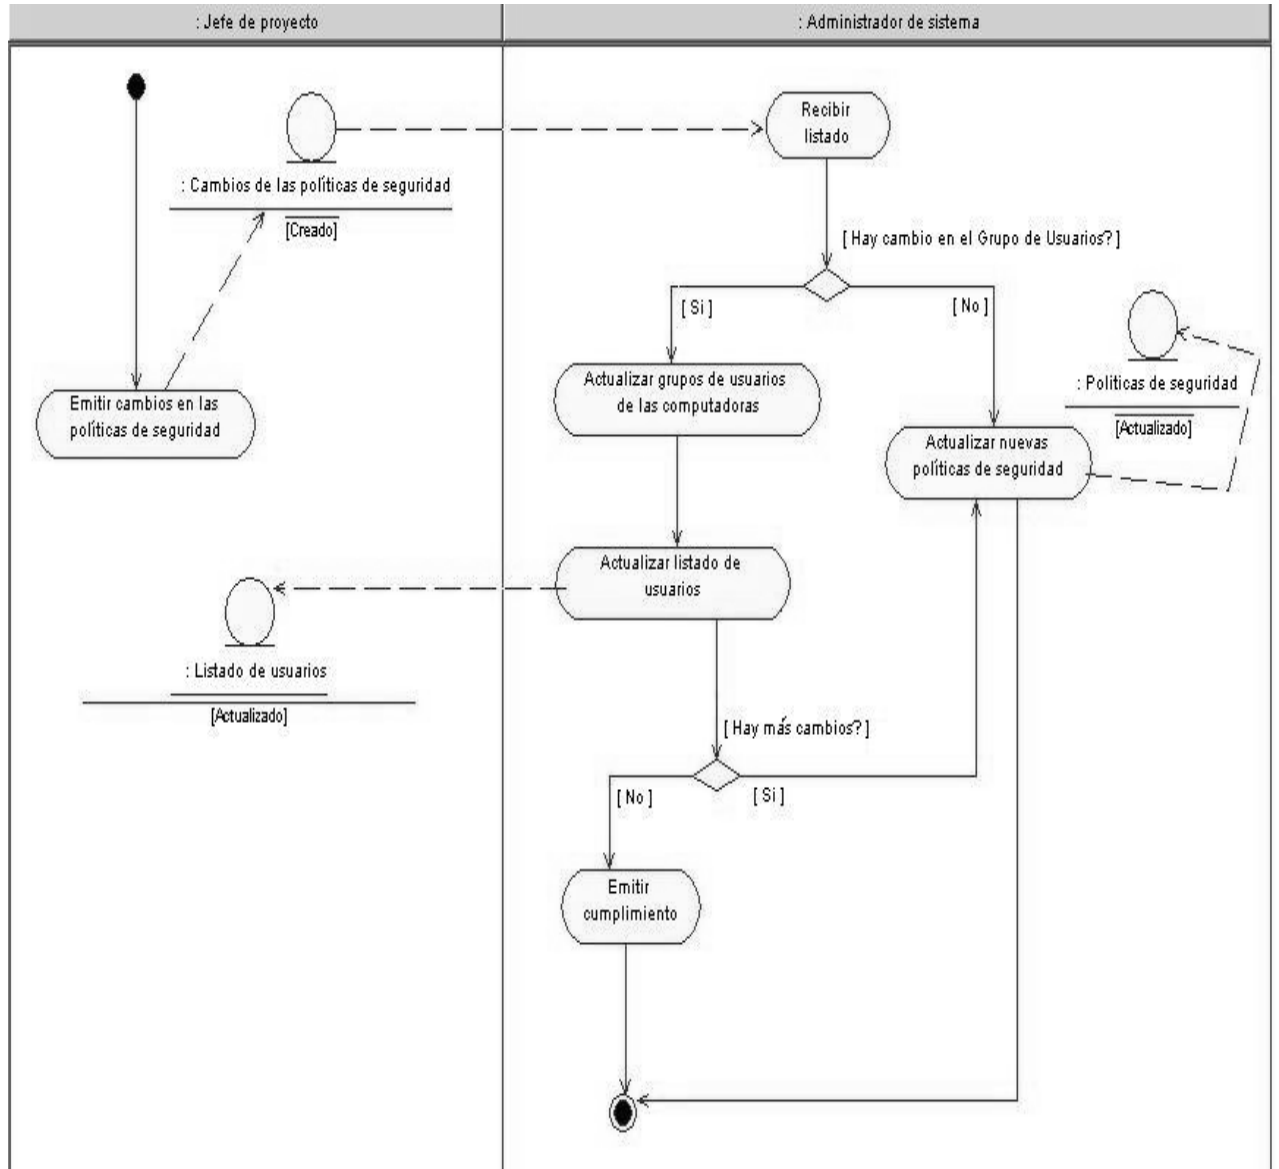 : Jefe de proyecto
: Administrador de sistema
Recibir
listado
: Cambios de las políticas de seguridad
[Creado]
[ Hay cambio en el Grupo de Usuarios? ]
[ Si ]
[ No ]
Actualizar grupos de usuarios
de las computadoras
: Politicas de seguridad
[Actualizado]
Emitir cambios en las
políticas de seguridad
Actualizar nuevas
políticas de seguridad
Actualizar listado de
usuarios
: Listado de usuarios
[Actualizado]
[ Hay más cambios? ]
[ No ]
[ Si ]
Emitir
cumplimiento